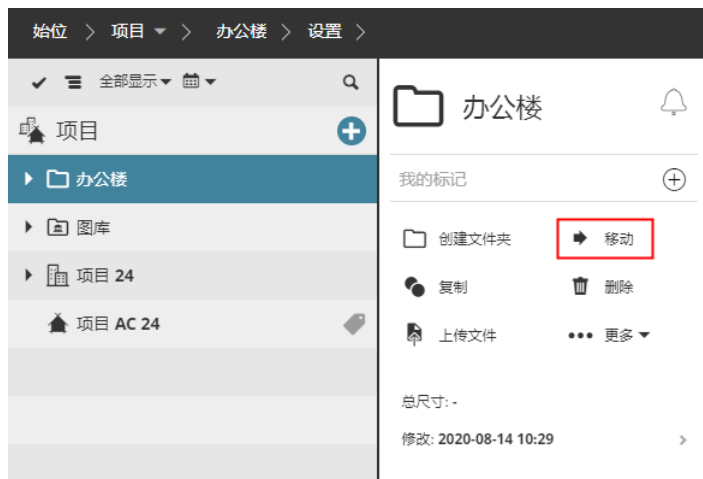 始位 > 项目 > 办公楼 > 设置 >
全部显示
项目
办公楼
图库
项目 24
项目 AC 24
办公楼
我的标记
创建文件夹 移动
复制 删除
上传文件 更多
总尺寸: -
修改: 2020-08-14 10:29